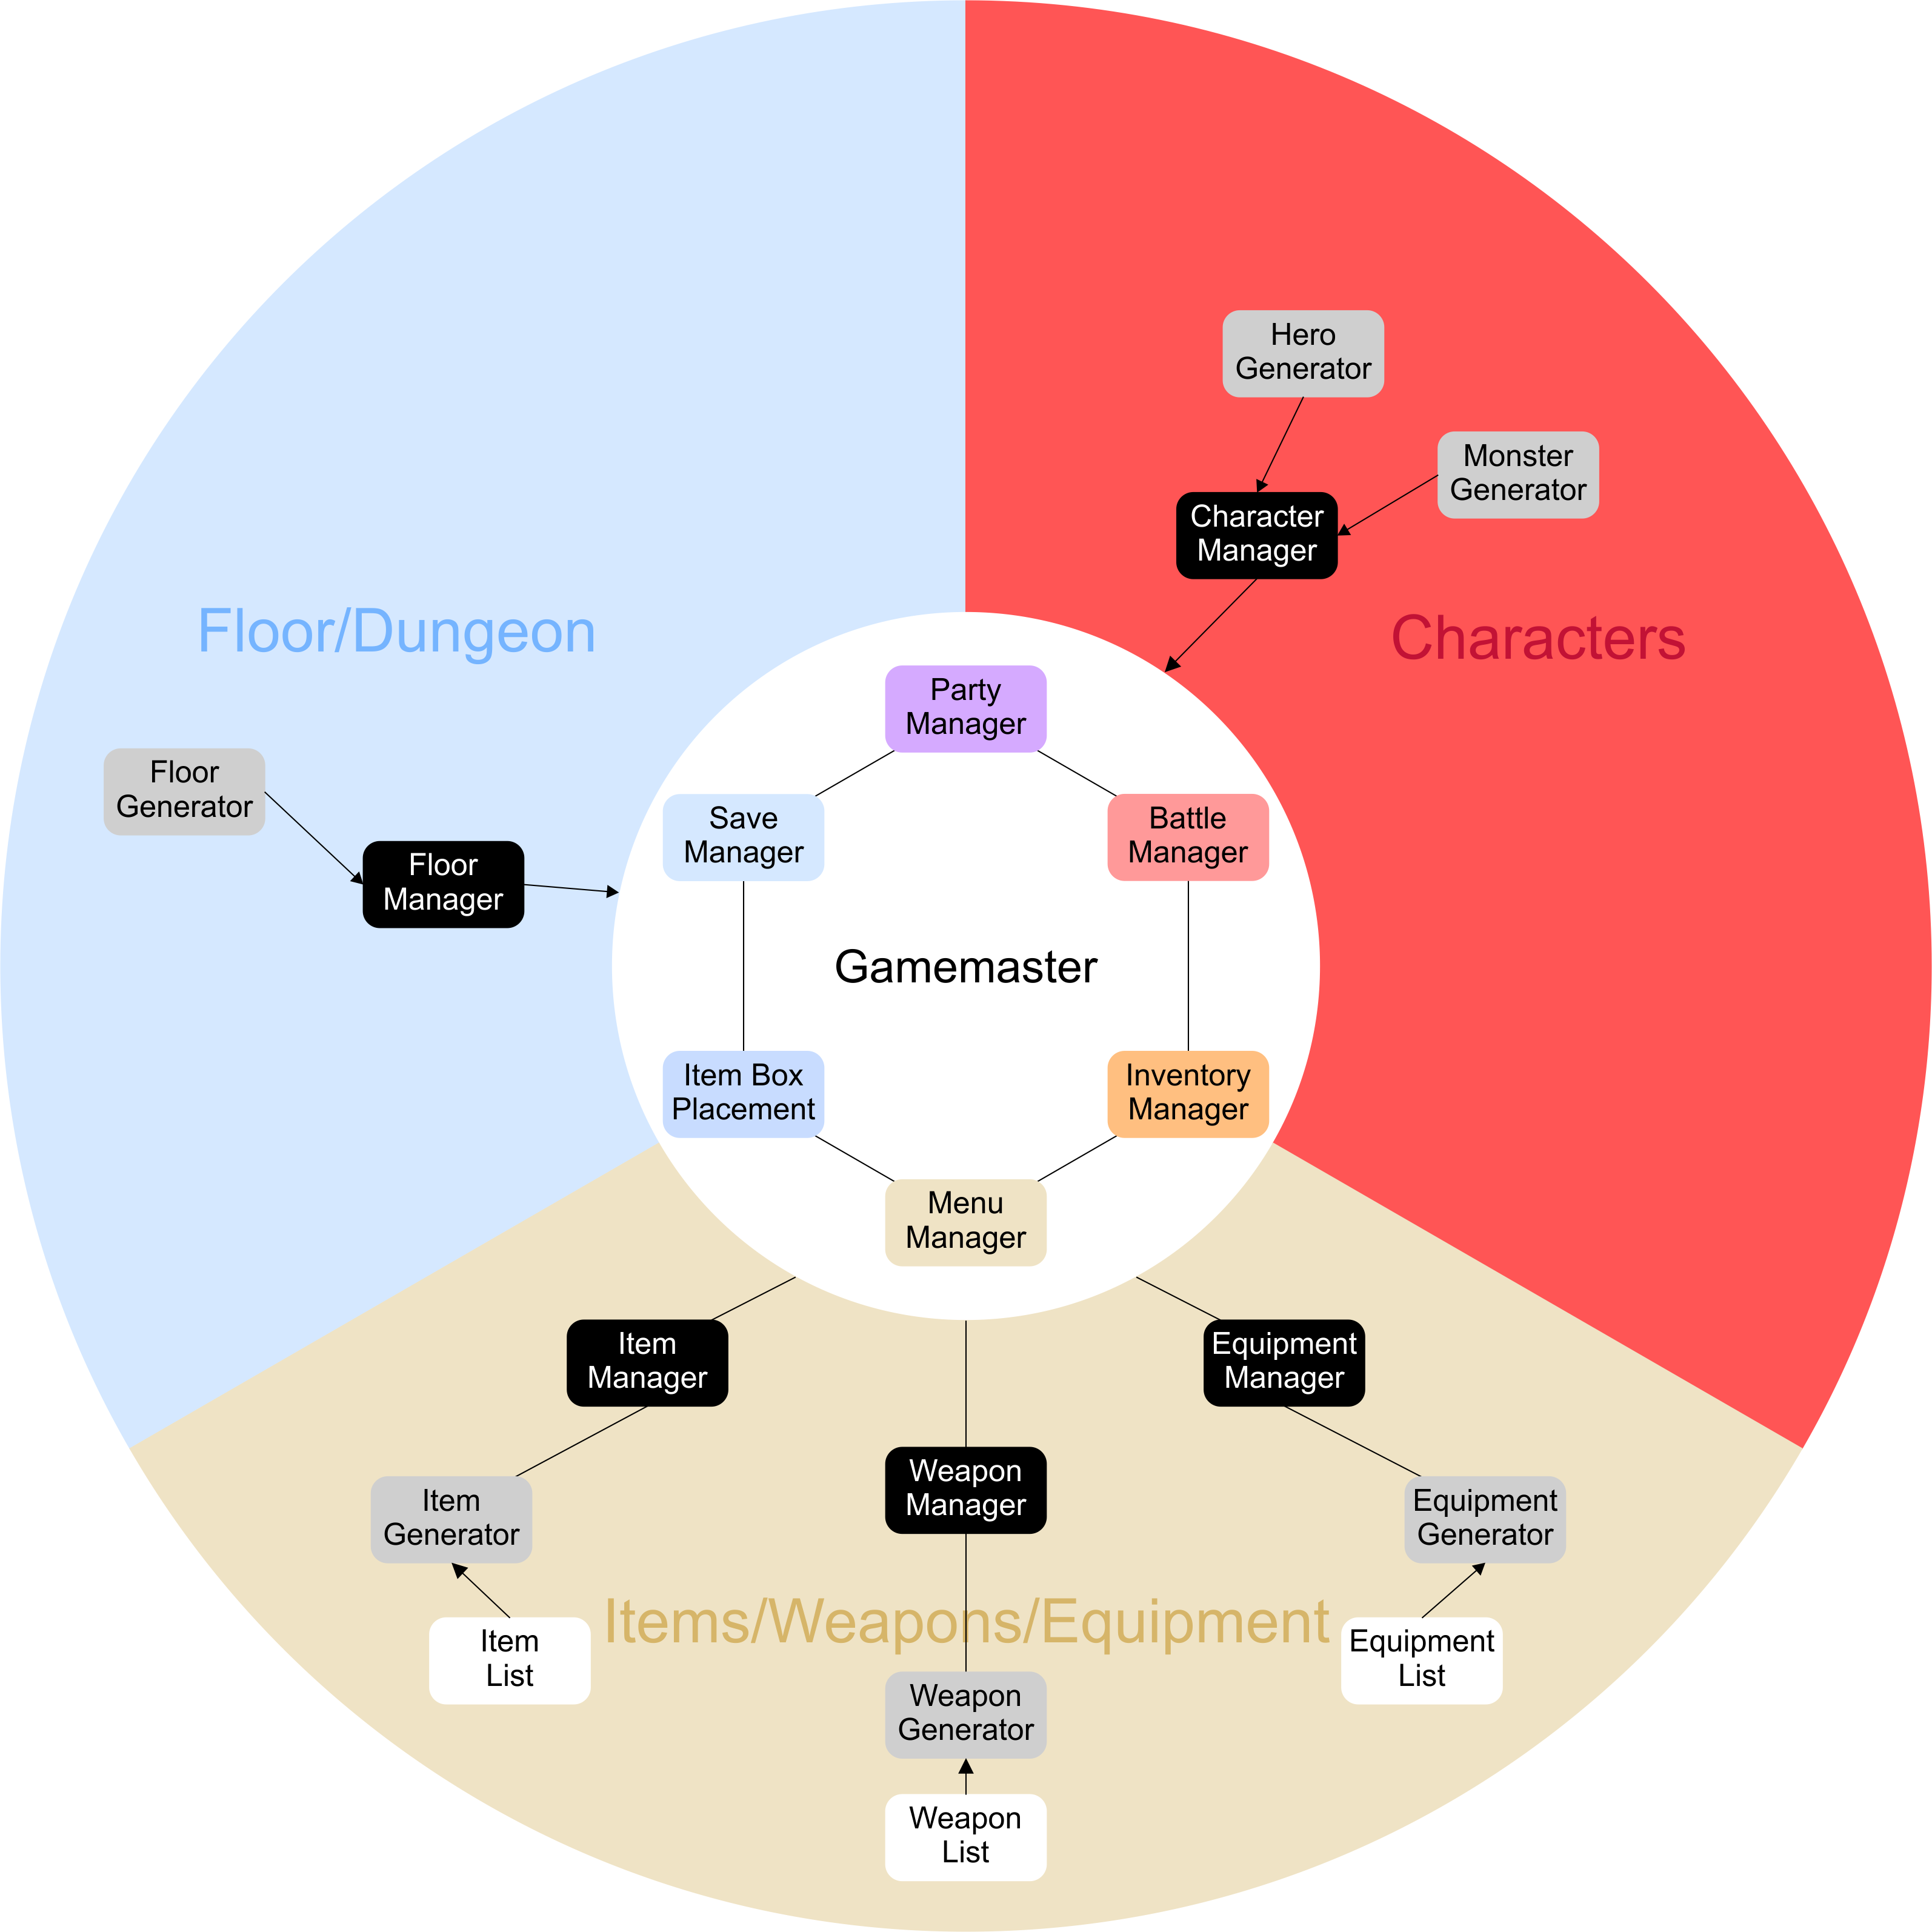 Hero
Generator
Monster
Generator
Character
Manager
Floor/Dungeon
Characters
Party
Manager
Floor
Generator
Save
Manager
Battle
Manager
Floor
Manager
Gamemaster
Item Box
Placement
Inventory
Manager
Menu
Manager
Item
Manager
Equipment
Manager
Weapon
Manager
Item
Generator
Equipment
Generator
Items/Weapons/Equipment
Item
List
Equipment
List
Weapon
Generator
Weapon
List